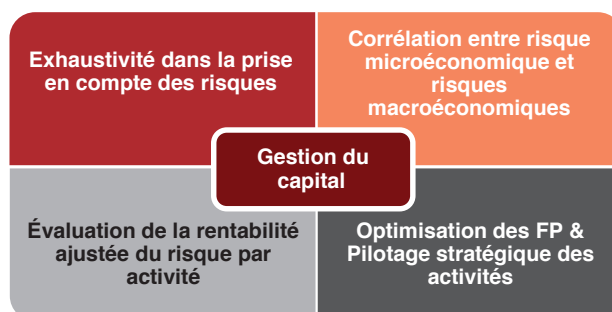 Exhaustivité dans la prise
en compte des risques
Corrélation entre risque
microéconomique et
risques
macroéconomiques
Gestion du
capital
Évaluation de la rentabilité
ajustée du risque par
activité
Optimisation des FP &
Pilotage stratégique des
activités